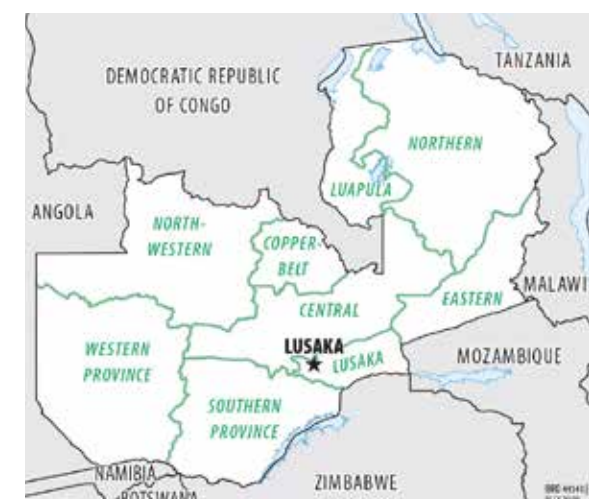 TANZANIA
DEMOCRATIC REPUBLIC
OF CONGO
NORTHERN
LUAPULA
ANGOLA
NORTH-
WESTERN
COPPER-
BELT
MALAWI
CENTRAL
EASTERN
LUSAKA
LUSAKA
MOZAMBIQUE
WESTERN
PROVINCE
SOUTHERN
PROVINCE
NAMIBIA
ZIMBABWE
BOTSWANA